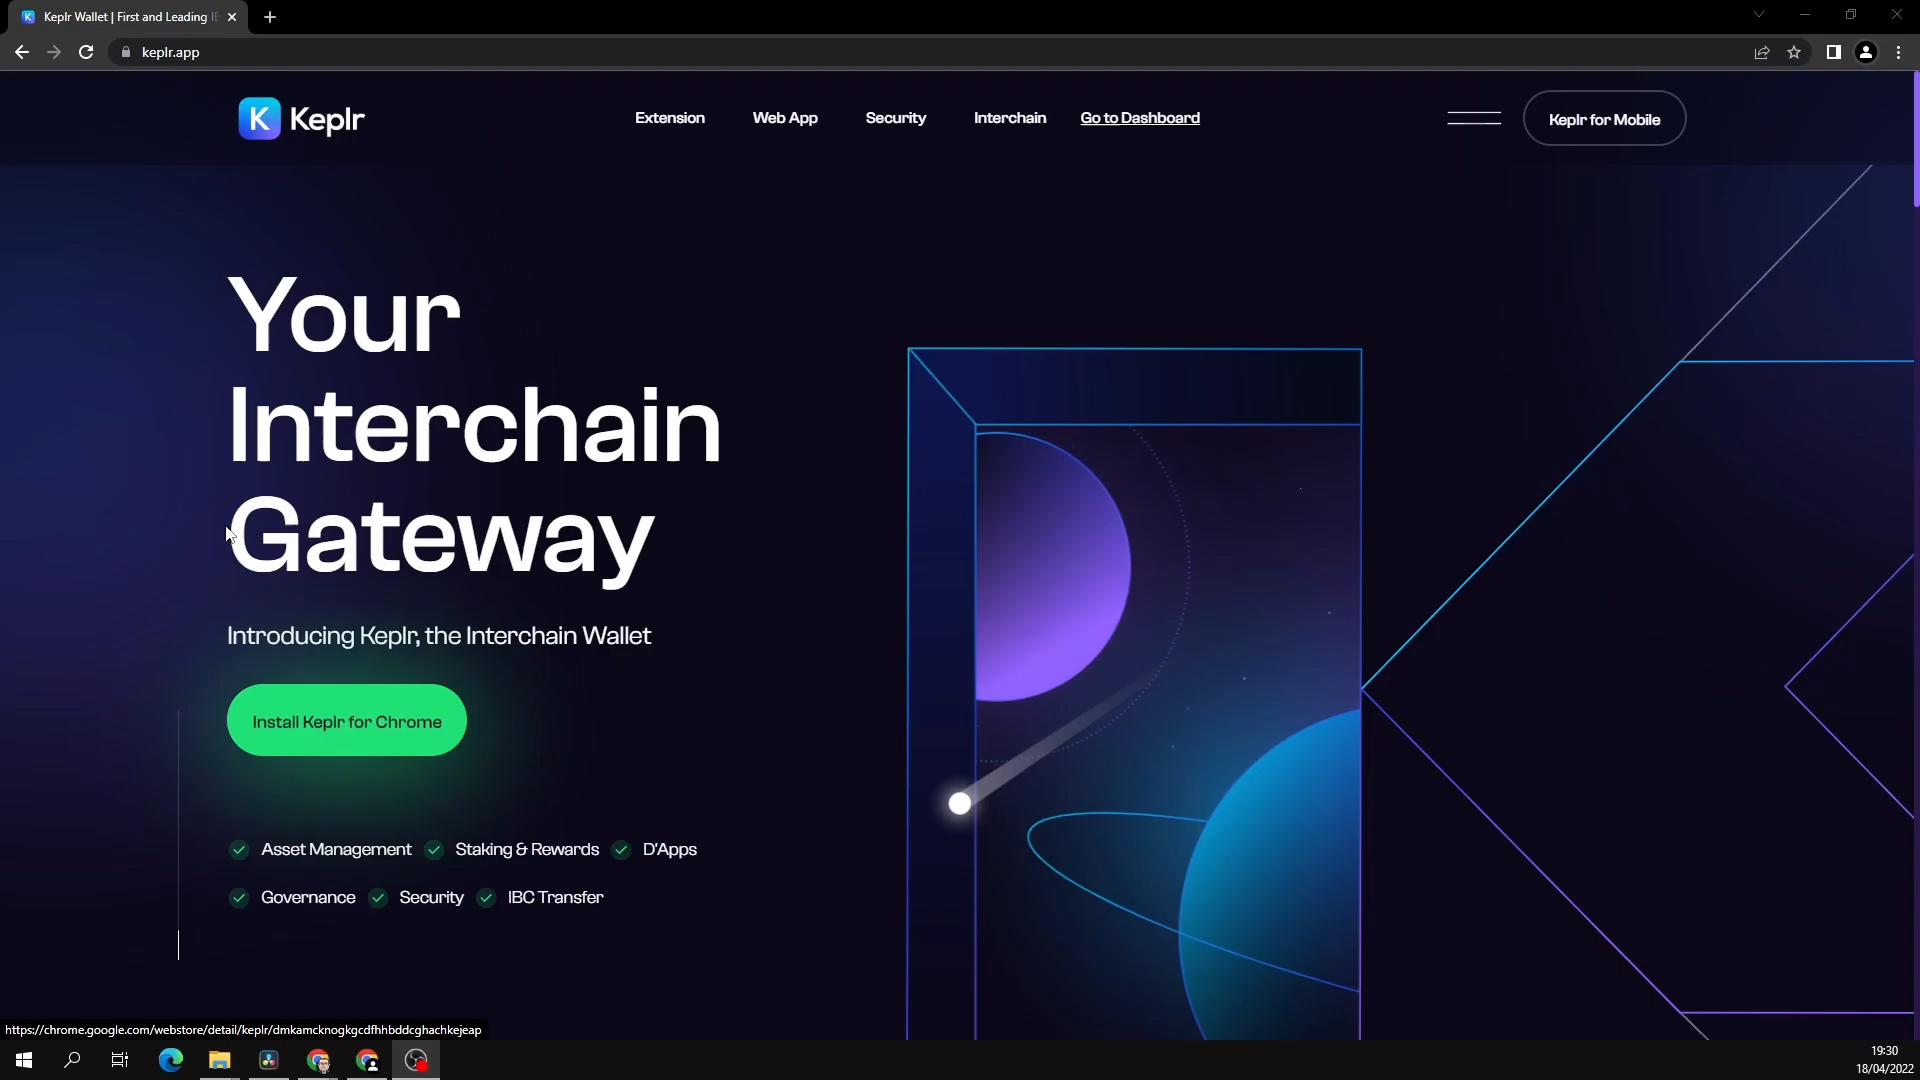 Keplr Wallet | First and Leading I
keplr.app
K Keplr
Extension Web App Security Interchain Go to Dashboard Keplr for Mobile
Your
Interchain
Gateway
Introducing Keplr, the Interchain Wallet
Install Keplr for Chrome
Asset Management Staking & Rewards D'Apps
Governance Security IBC Transfer
https://chrome.google.com/webstore/detail/keplr/dmkamcknogkgcdfhhbddcghachkejeap
19:30
18/04/2022